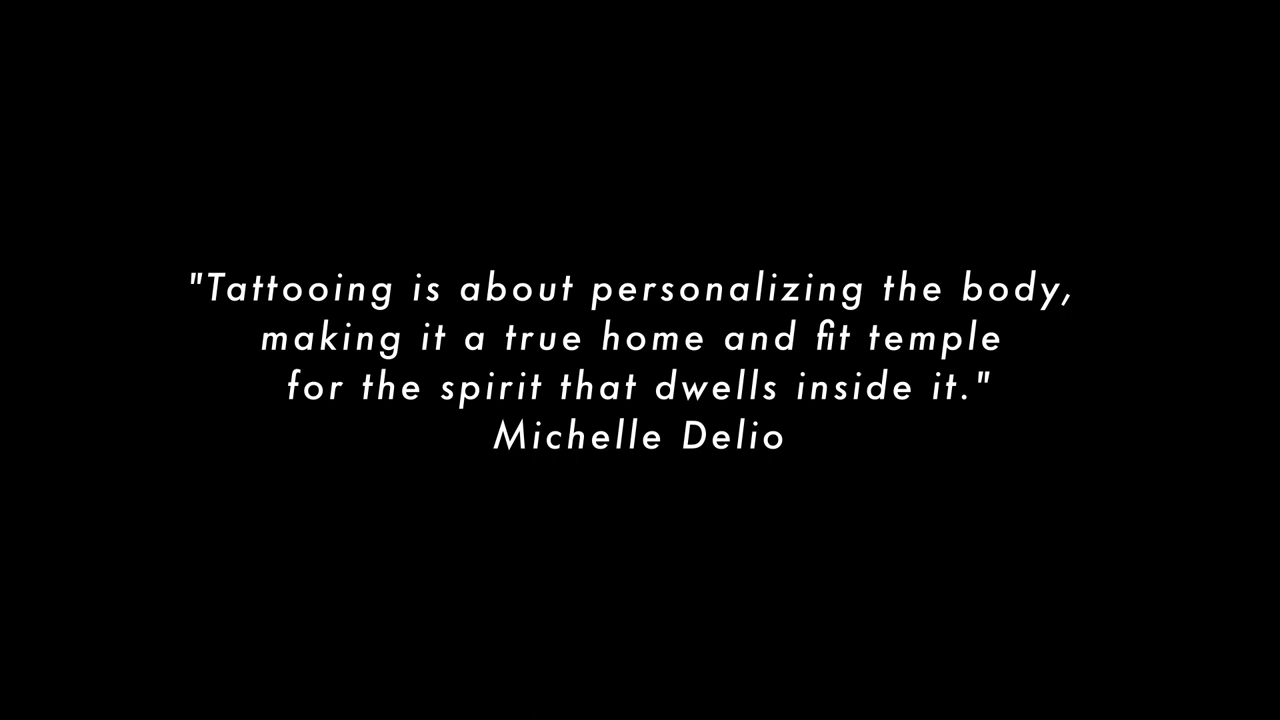 "Tattooing is about personalizing the body,
making it a true home and fit temple
for the spirit that dwells inside it."
Michelle Delio